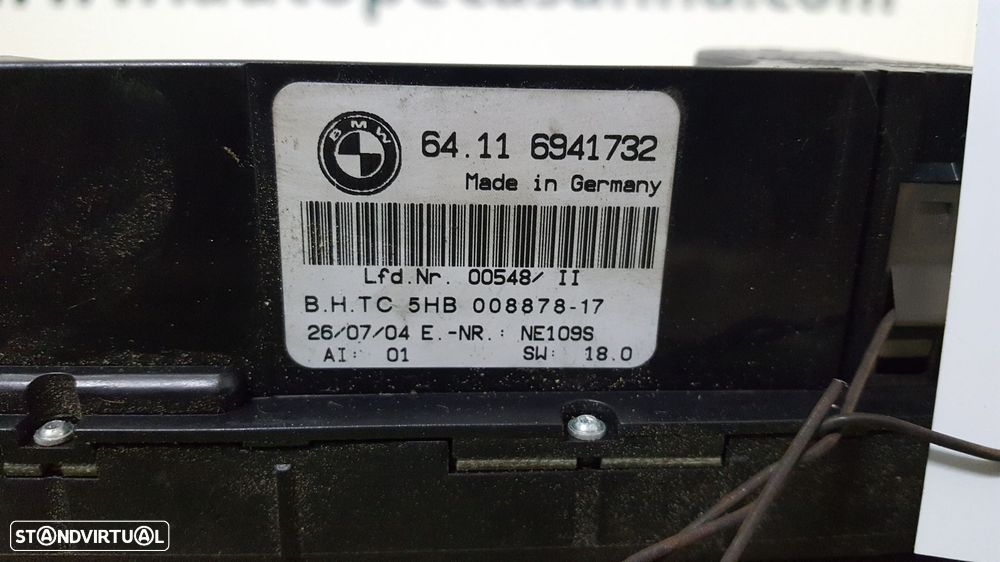 BMW
64.11 6941732
Made in Germany
Lfd.Nr. 00548/ II
B.H.TC 5HB 008878-17
26/07/04 E.-NR.: NE109S
AI: 01 SW: 18.0
STANDVIRTUAL